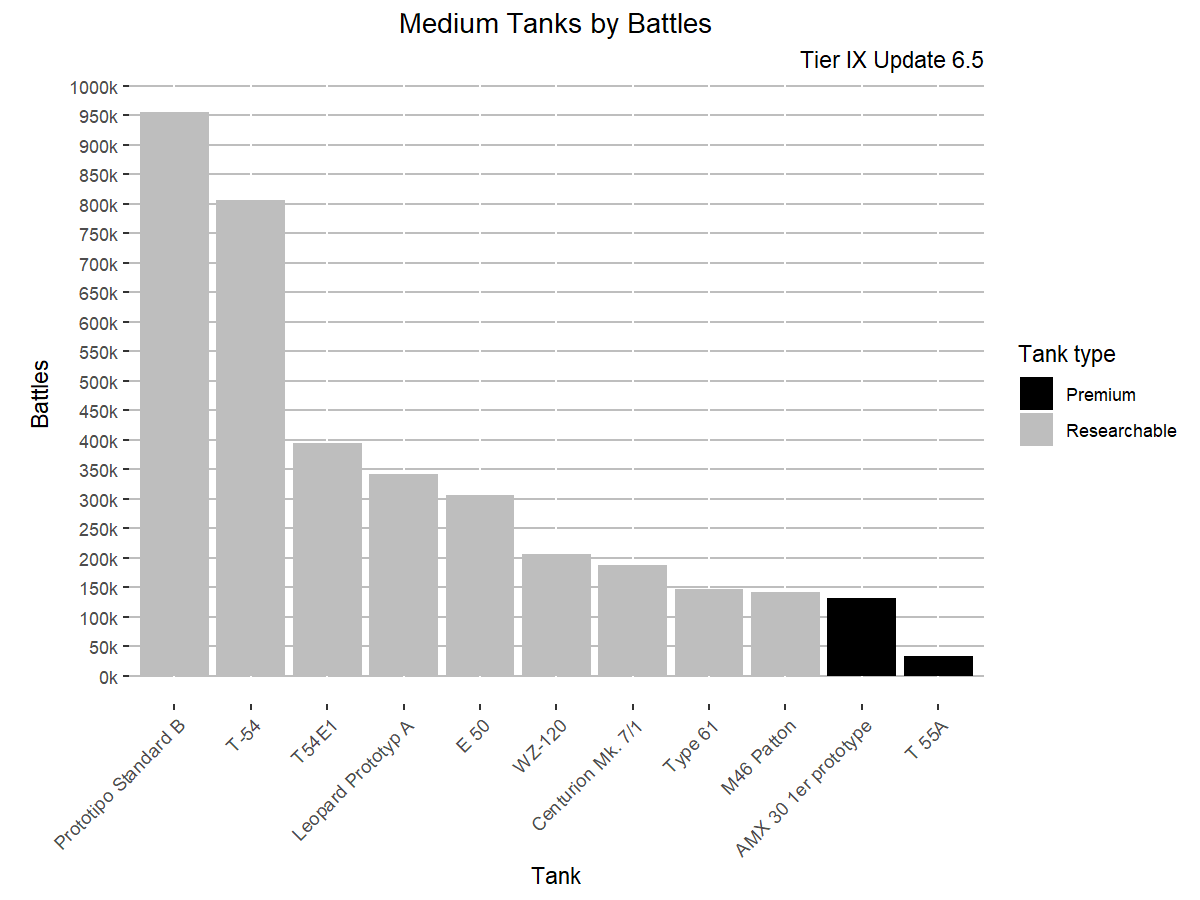 Medium Tanks by Battles
Tier IX Update 6.5
1000k
950k
900k
850k
800k
750k
700k
650k
600k
550k
500k
450k
400k
350k
300k
250k
200k
150k
100k
50k
0k
Battles
Prototipo Standard B
T-54
T54E1
Leopard Prototyp A
E 50
WZ-120
Centurion Mk. 7/1
Type 61
M46 Patton
AMX 30 1er prototype
T 55A
Tank
Tank type
Premium
Researchable